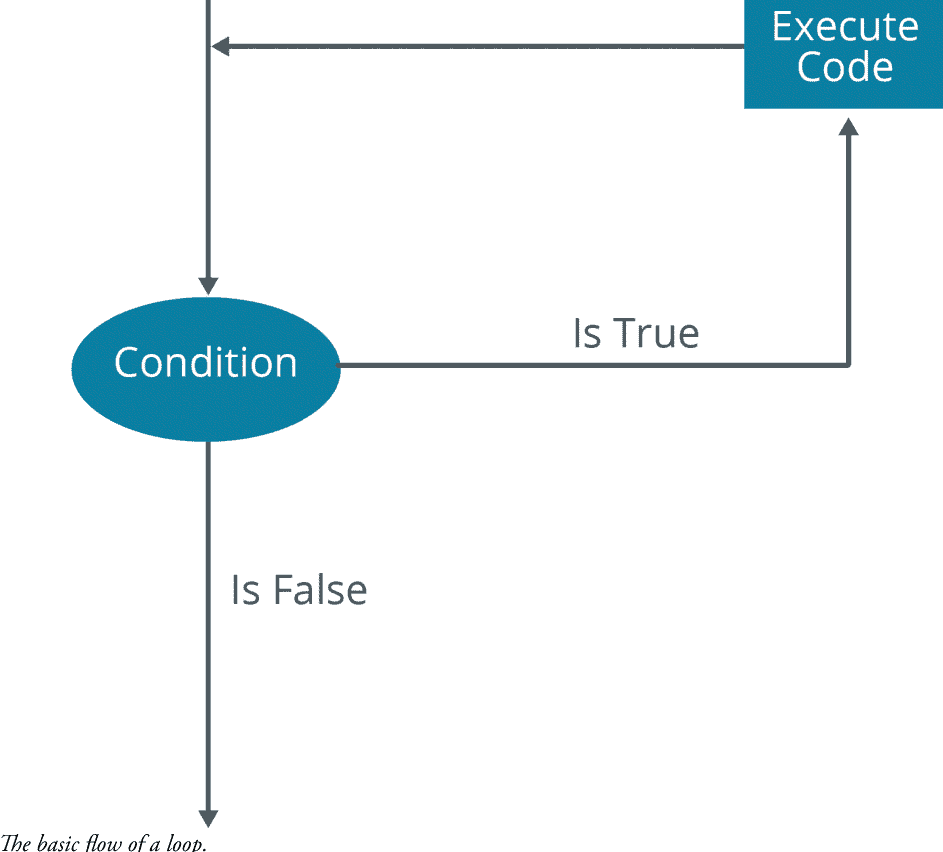 Execute
Code
Is True
Condition
Is False
The basic flow of a loop.